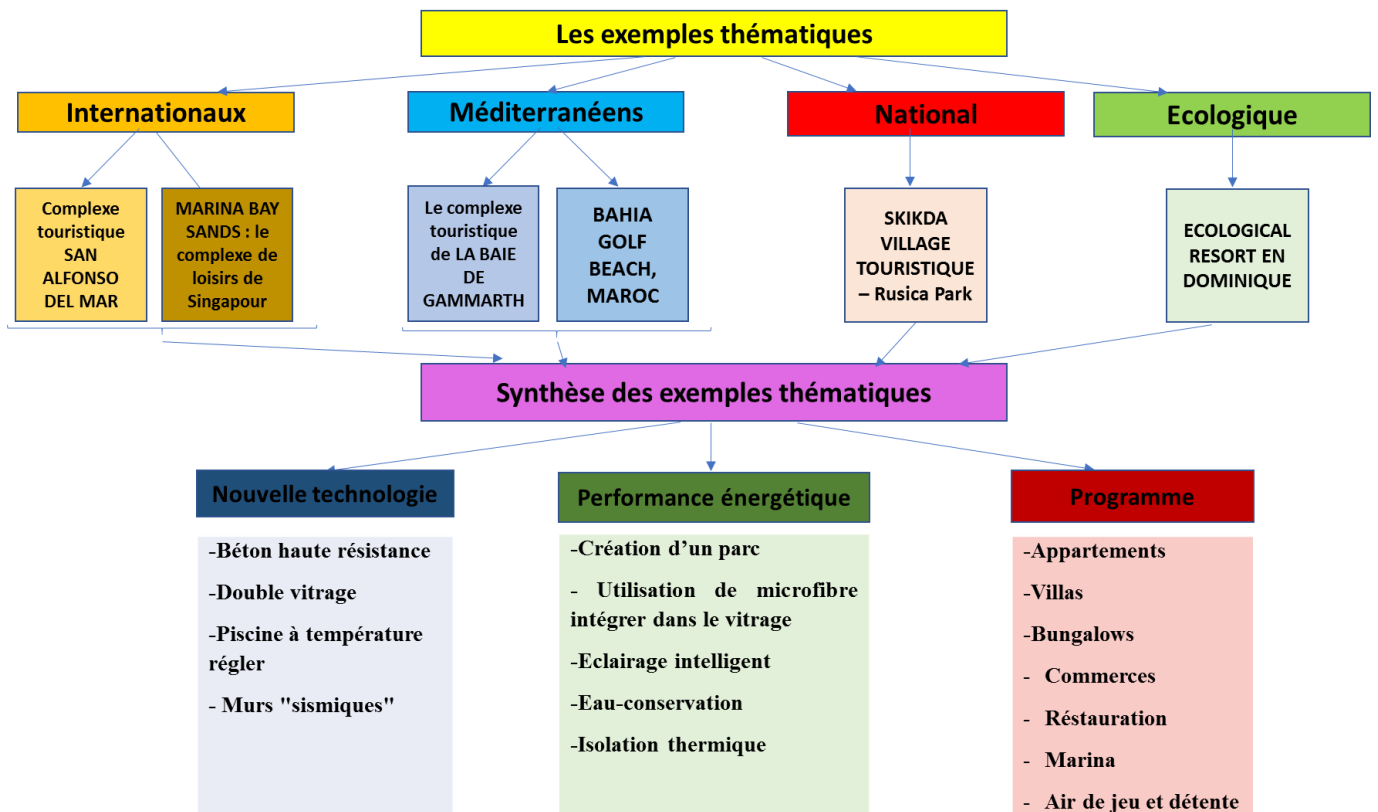 Les exemples thématiques
Internationaux
Méditerranéens
National
Ecologique
Complexe
touristique
SAN
ALFONSO
DEL MAR
MARINA BAY
SANDS : le
complexe de
loisirs de
Singapour
Le complexe
touristique
de LA BAIE
DE
GAMMARTH
BAHIA
GOLF
BEACH,
MAROC
SKIKDA
VILLAGE
TOURISTIQUE
– Rusica Park
ECOLOGICAL
RESORT EN
DOMINIQUE
Synthèse des exemples thématiques
Nouvelle technologie
-Béton haute résistance
-Double vitrage
-Piscine à température
régler
- Murs "sismiques"
Performance énergétique
-Création d’un parc
- Utilisation de microfibre
intégrer dans le vitrage
-Eclairage intelligent
-Eau-conservation
-Isolation thermique
Programme
-Appartements
-Villas
-Bungalows
- Commerces
- Réstauration
- Marina
- Air de jeu et détente